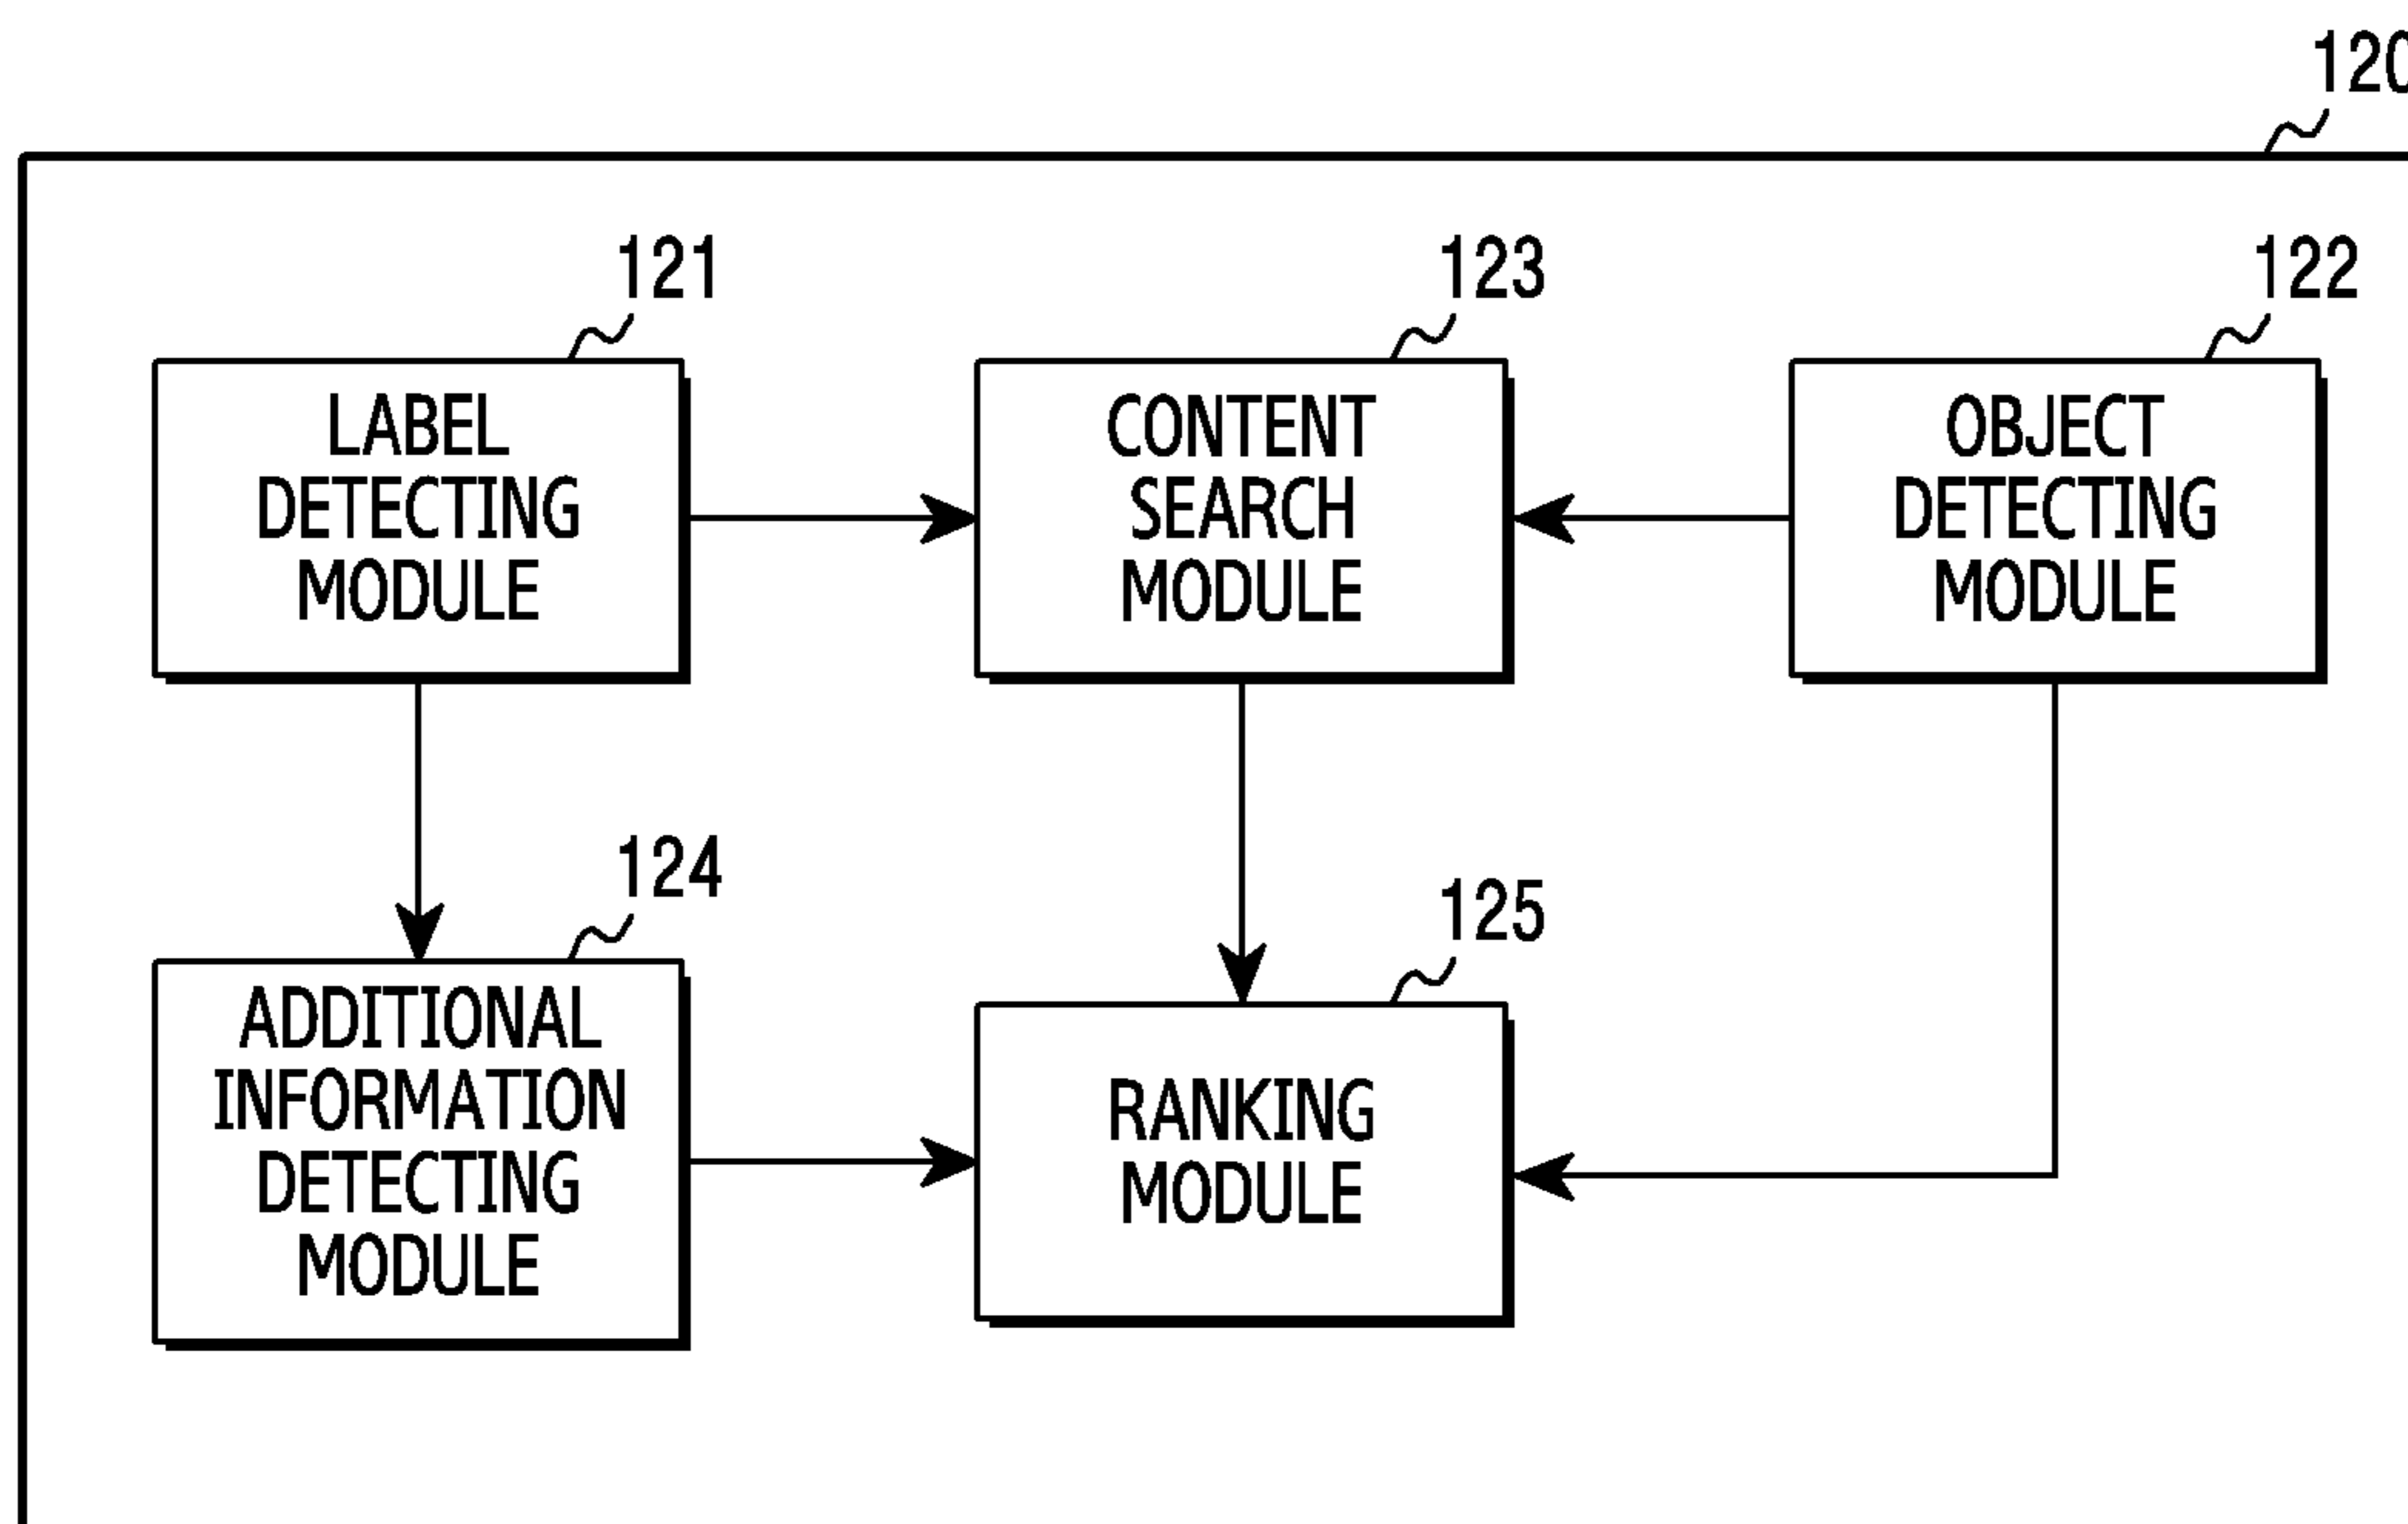 120
121
LABEL
DETECTING
MODULE
123
CONTENT
SEARCH
MODULE
122
OBJECT
DETECTING
MODULE
124
ADDITIONAL
INFORMATION
DETECTING
MODULE
125
RANKING
MODULE